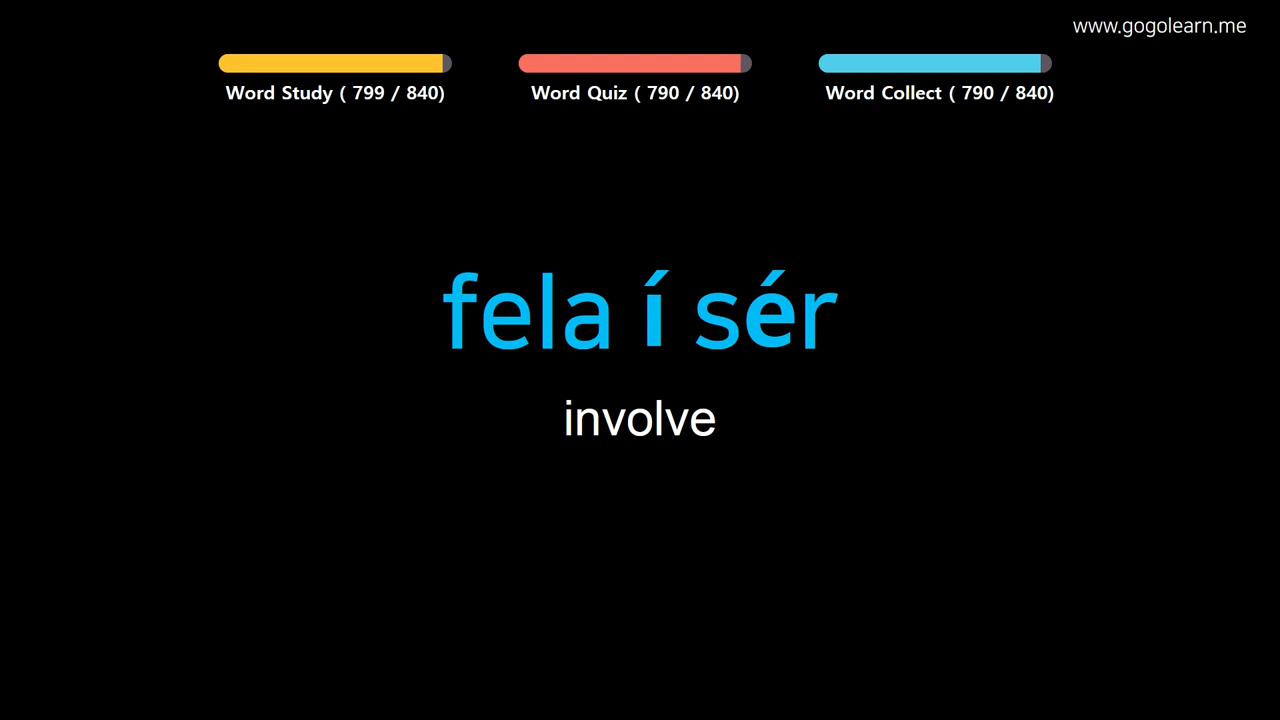 www.gogolearn.me
Word Study ( 799 / 840)
Word Quiz ( 790 / 840)
Word Collect ( 790 / 840)
fela í sér
involve